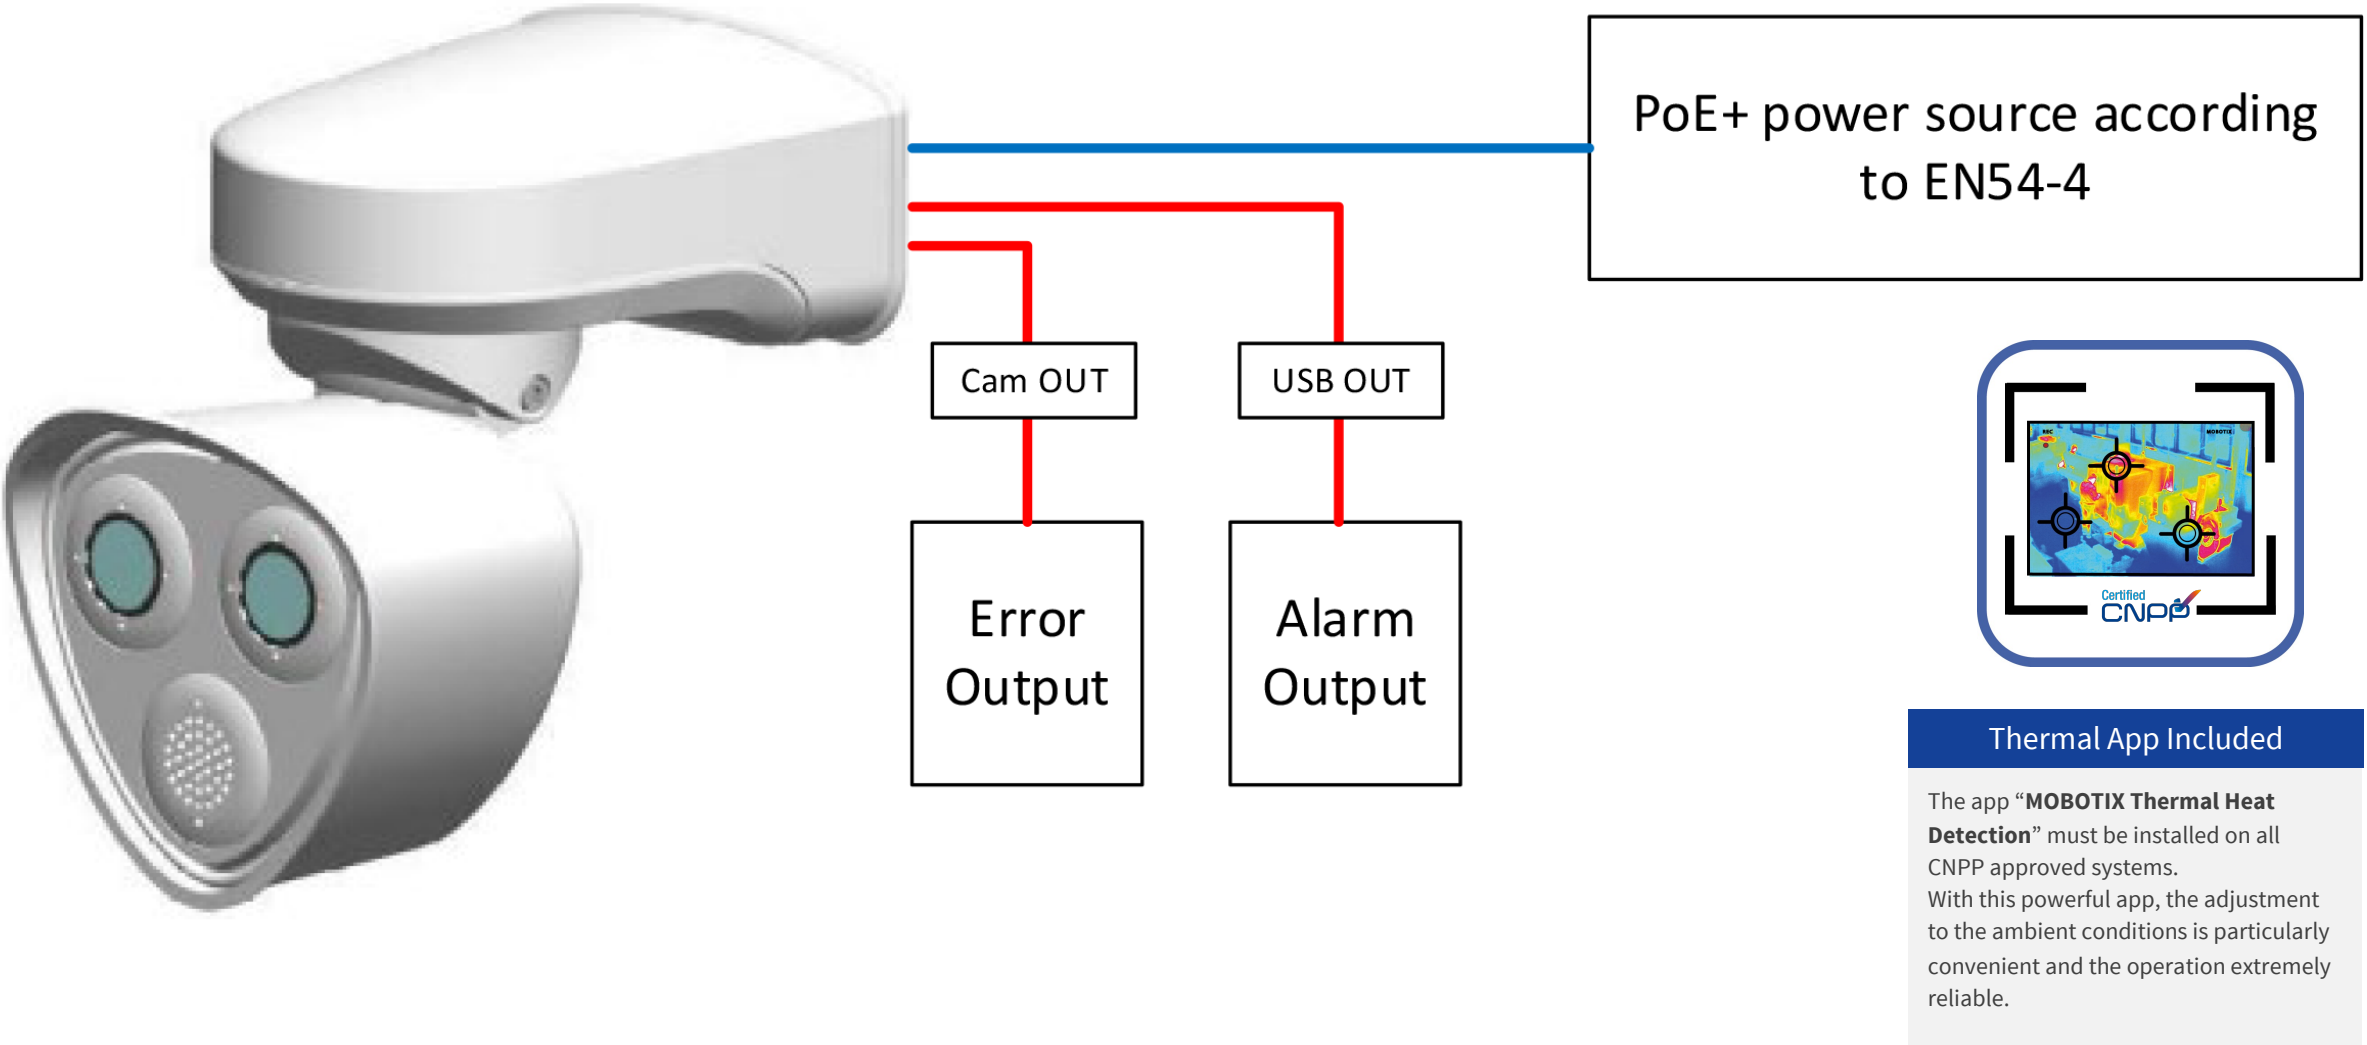 PoE+ power source according
to EN54-4
Cam OUT
USB OUT
Error
Output
Alarm
Output
REC
MOBOTIX
Certified
CNPP
Thermal App Included
The app “MOBOTIX Thermal Heat
Detection” must be installed on all
CNPP approved systems.
With this powerful app, the adjustment
to the ambient conditions is particularly
convenient and the operation extremely
reliable.